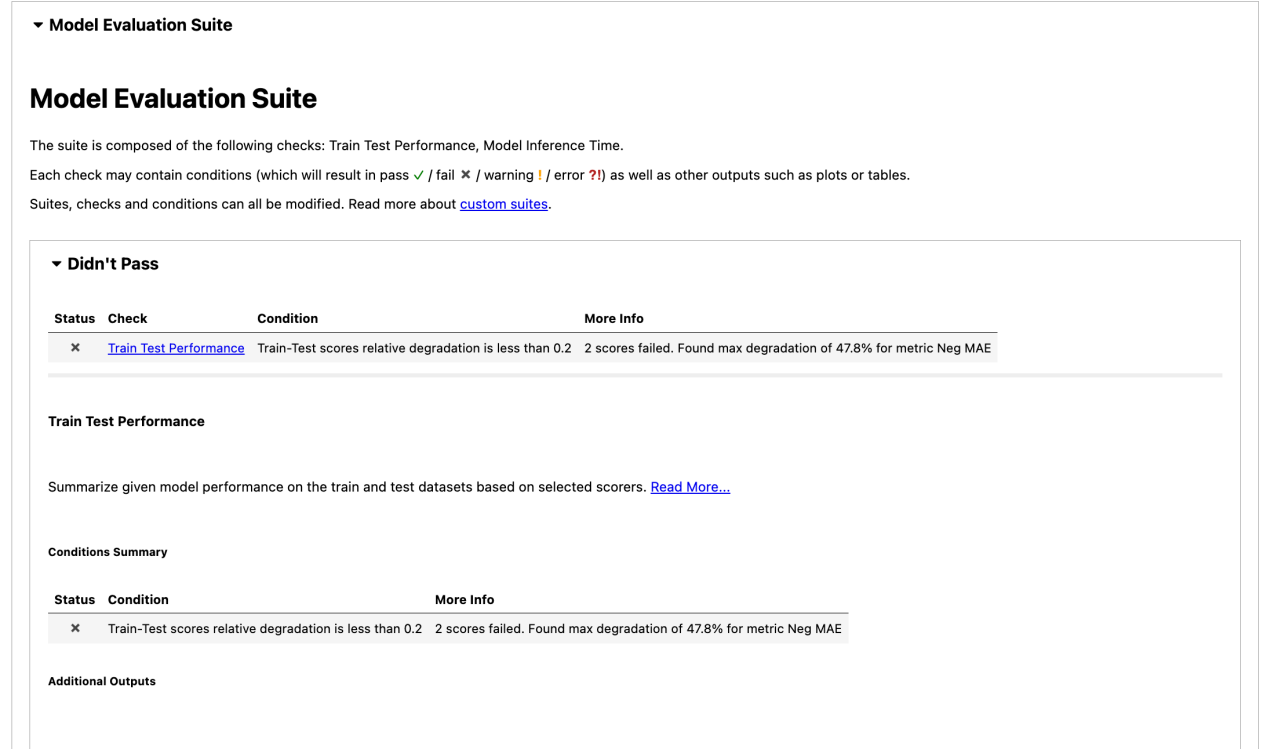 Model Evaluation Suite
Model Evaluation Suite
The suite is composed of the following checks: Train Test Performance, Model Inference Time.
Each check may contain conditions (which will result in pass ✓ / fail ✖ / warning ! / error ?!) as well as other outputs such as plots or tables.
Suites, checks and conditions can all be modified. Read more about custom suites.
Didn't Pass
Status Check Condition More Info
✖ Train Test Performance Train-Test scores relative degradation is less than 0.2 2 scores failed. Found max degradation of 47.8% for metric Neg MAE
Train Test Performance
Summarize given model performance on the train and test datasets based on selected scorers. Read More...
Conditions Summary
Status Condition More Info
✖ Train-Test scores relative degradation is less than 0.2 2 scores failed. Found max degradation of 47.8% for metric Neg MAE
Additional Outputs